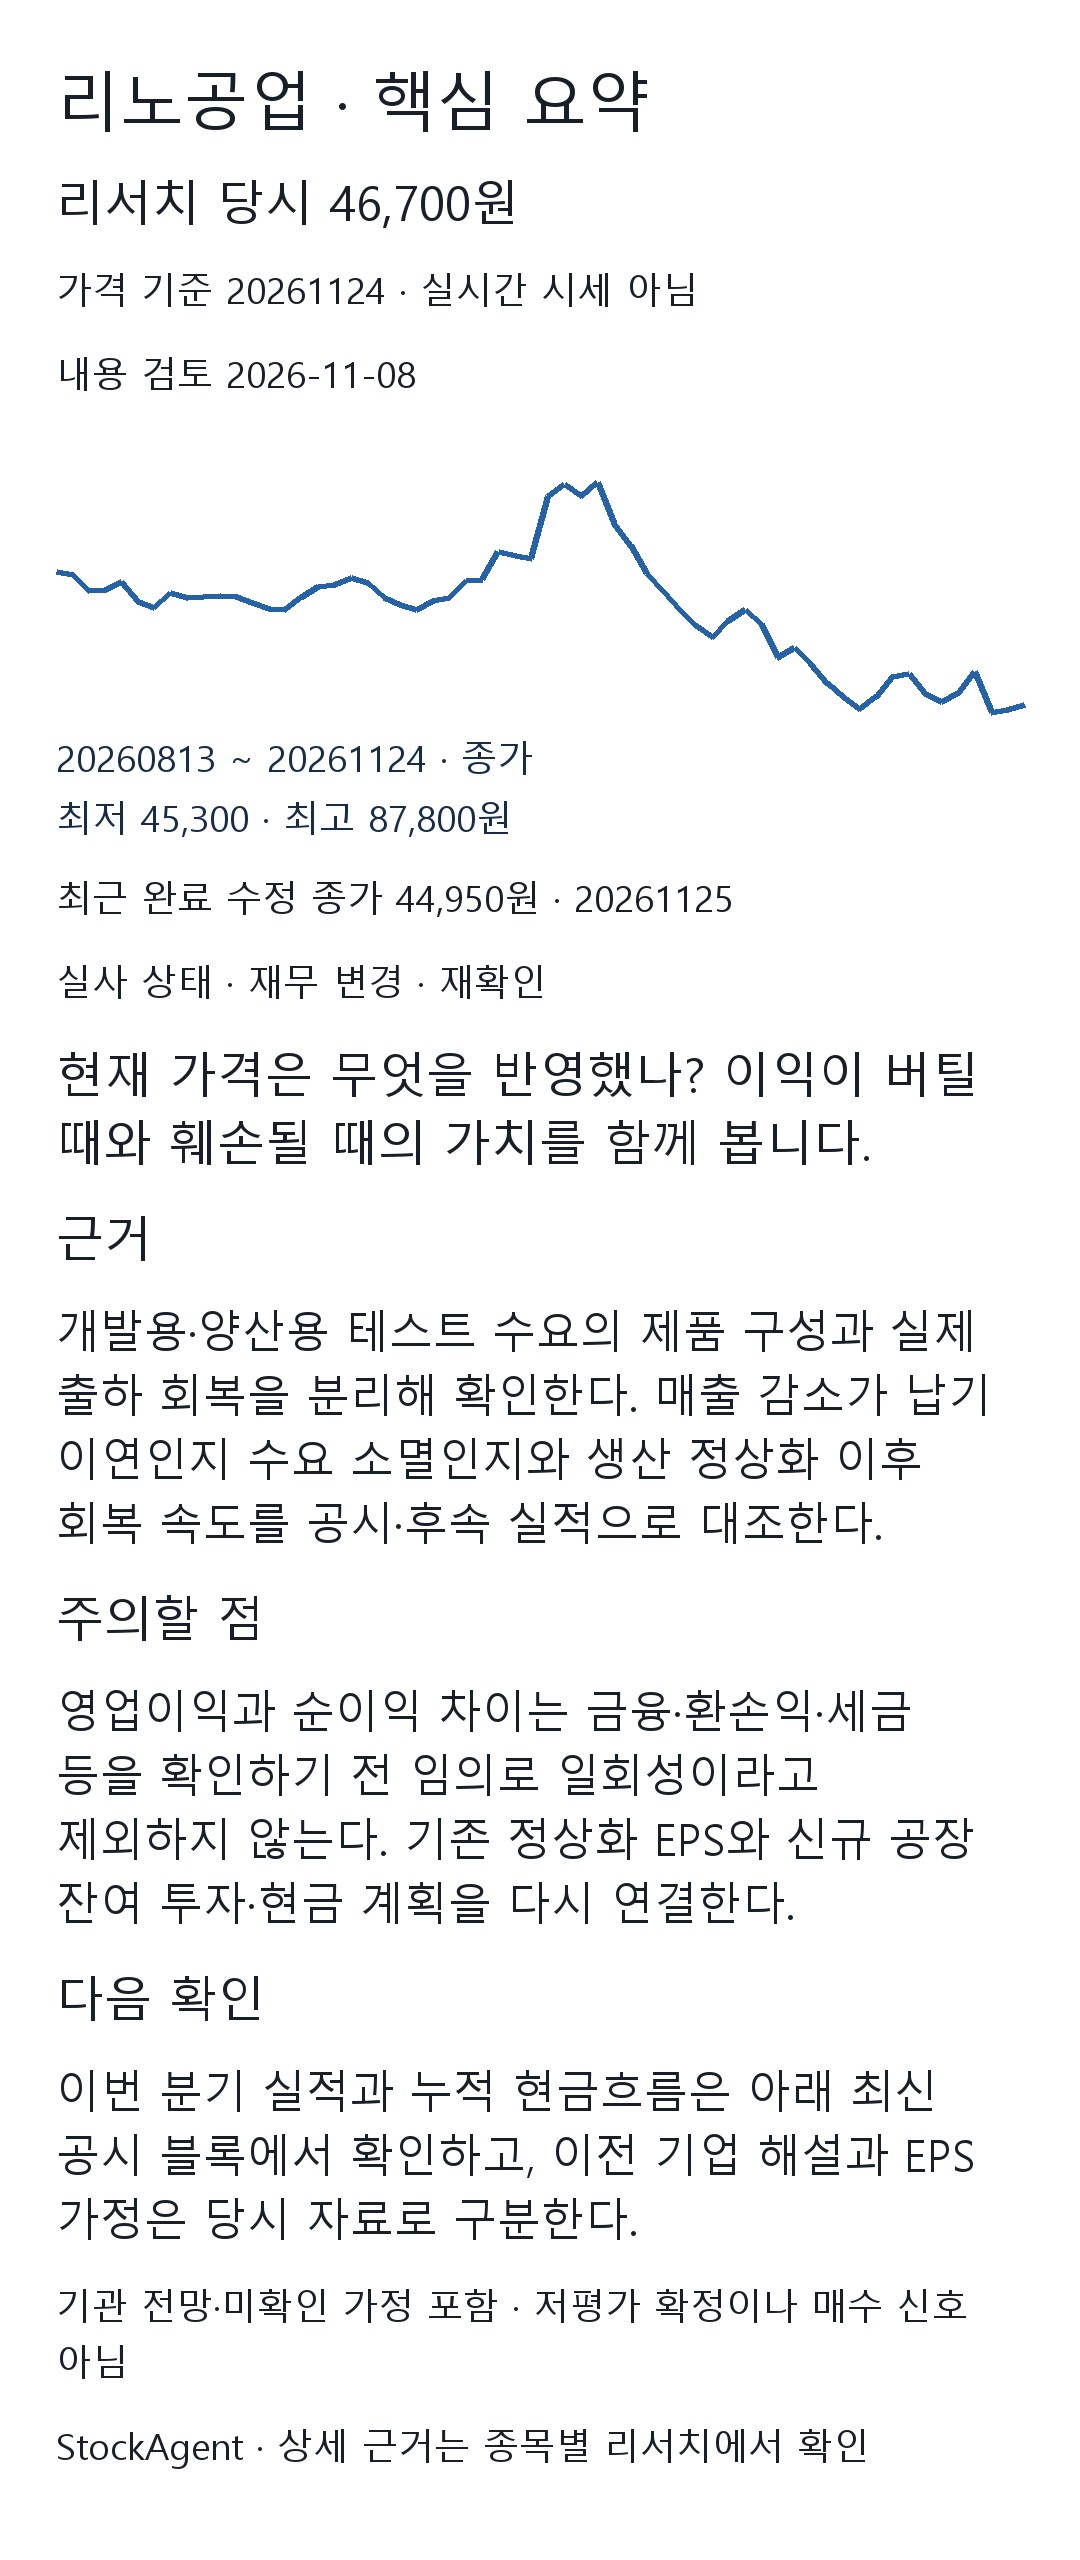 리노공업 · 핵심 요약
리서치 당시 46,700원
가격 기준 20261124 · 실시간 시세 아님
내용 검토 2026-11-08
20260813 ~ 20261124 · 종가
최저 45,300 · 최고 87,800원
최근 완료 수정 종가 44,950원 · 20261125
실사 상태 · 재무 변경 · 재확인
현재 가격은 무엇을 반영했나? 이익이 버틸
때와 훼손될 때의 가치를 함께 봅니다.
근거
개발용·양산용 테스트 수요의 제품 구성과 실제
출하 회복을 분리해 확인한다. 매출 감소가 납기
이연인지 수요 소멸인지와 생산 정상화 이후
회복 속도를 공시·후속 실적으로 대조한다.
주의할 점
영업이익과 순이익 차이는 금융·환손익·세금
등을 확인하기 전 임의로 일회성이라고
제외하지 않는다. 기존 정상화 EPS와 신규 공장
잔여 투자·현금 계획을 다시 연결한다.
다음 확인
이번 분기 실적과 누적 현금흐름은 아래 최신
공시 블록에서 확인하고, 이전 기업 해설과 EPS
가정은 당시 자료로 구분한다.
기관 전망·미확인 가정 포함 · 저평가 확정이나 매수 신호
아님
StockAgent · 상세 근거는 종목별 리서치에서 확인